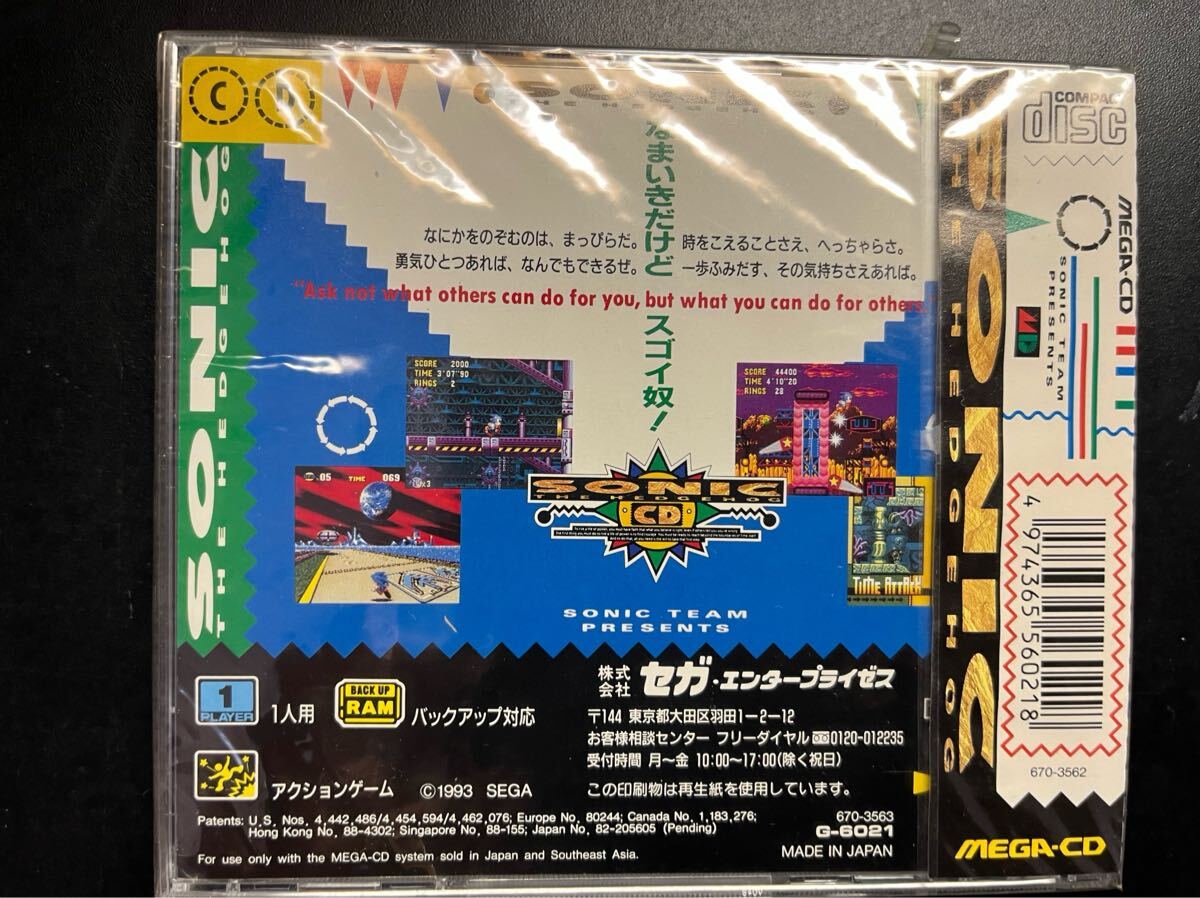 C D
SONIC
THE HEDGEHOG
なまいきだけど
スゴイ奴!
なにかをのぞむのは、まっぴらだ。
勇気ひとつあれば、なんでもできるぜ。
時をこえることさえ、へっちゃらさ。
一歩ふみだす、その気持ちさえあれば。
"Ask not what others can do for you, but what you can do for others."
SCORE 2000
TIME 3'07"90
RINGS 2
x3
SCORE 44400
TIME 4'10"20
RINGS 28
05 TIME 069
TIME ATTACK
SONIC
THE HEDGEHOG
CD
SONIC TEAM
PRESENTS
1
PLAYER
1人用
BACK UP
RAM
バックアップ対応
アクションゲーム
©1993 SEGA
株式会社 セガ・エンタープライゼス
〒144 東京都大田区羽田1-2-12
お客様相談センター フリーダイヤル 0120-012235
受付時間 月〜金 10:00〜17:00(除く祝日)
この印刷物は再生紙を使用しています。
Patents: U.S. Nos. 4,442,486/4,454,594/4,462,076; Europe No. 80244; Canada No. 1,183,276;
Hong Kong No. 88-4302; Singapore No. 88-155; Japan No. 82-205605 (Pending)
For use only with the MEGA-CD system sold in Japan and Southeast Asia.
670-3563
G-6021
MADE IN JAPAN
SONIC
THE HEDGEHOG
COMPACT
disc
MEGA-CD
SONIC TEAM
PRESENTS
MD
4 974365 560218
670-3562
MEGA-CD